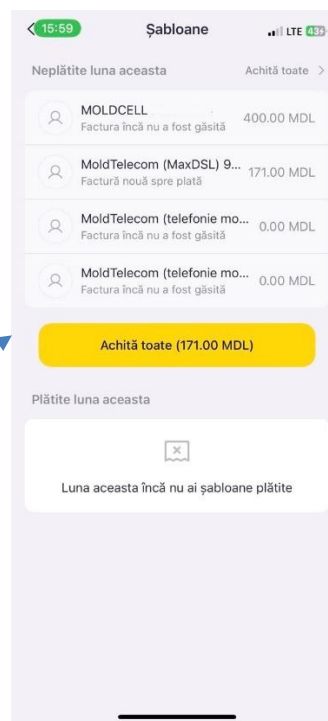 15:59
Șabloane
LTE 43
Neplătite luna aceasta
Achită toate >
MOLDCELL
Factura încă nu a fost găsită
400.00 MDL
MoldTelecom (MaxDSL) 9...
Factură nouă spre plată
171.00 MDL
MoldTelecom (telefonie mo...
Factura încă nu a fost găsită
0.00 MDL
MoldTelecom (telefonie mo...
Factura încă nu a fost găsită
0.00 MDL
Achită toate (171.00 MDL)
Plătite luna aceasta
Luna aceasta încă nu ai șabloane plătite